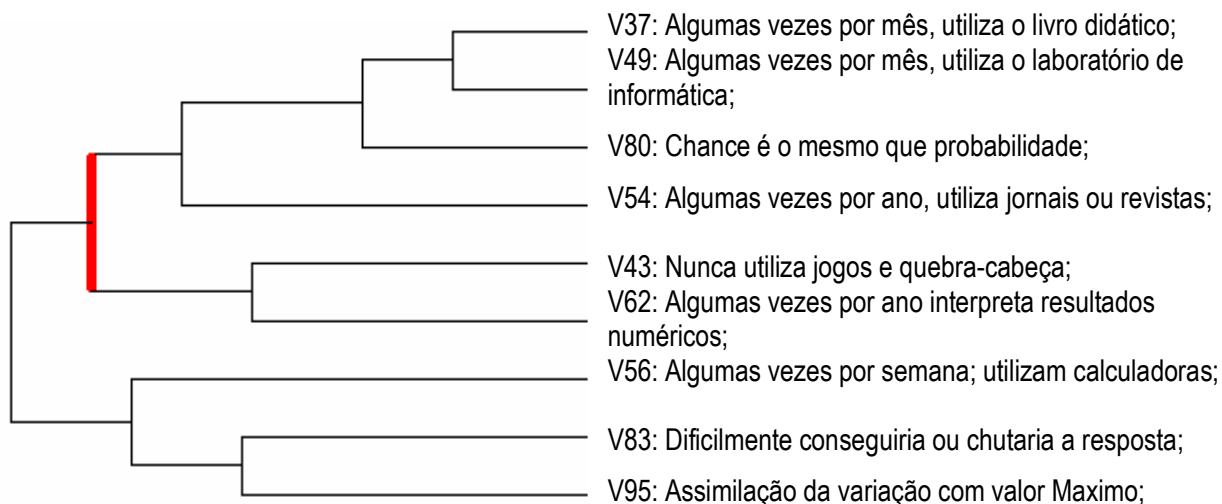 V37: Algumas vezes por mês, utiliza o livro didático;
V49: Algumas vezes por mês, utiliza o laboratório de
informática;
V80: Chance é o mesmo que probabilidade;
V54: Algumas vezes por ano, utiliza jornais ou revistas;
V43: Nunca utiliza jogos e quebra-cabeça;
V62: Algumas vezes por ano interpreta resultados
numéricos;
V56: Algumas vezes por semana; utilizam calculadoras;
V83: Dificilmente conseguiria ou chutaria a resposta;
V95: Assimilação da variação com valor Maximo;